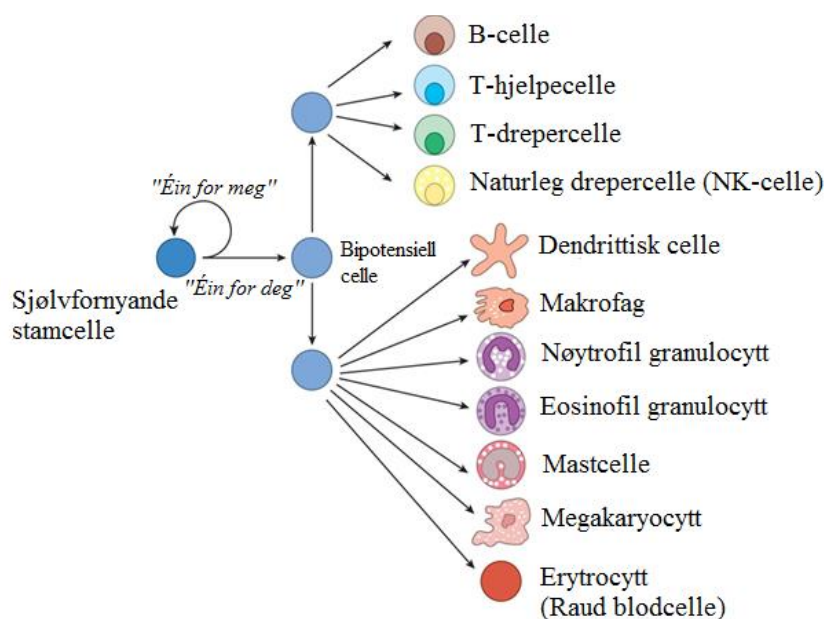 B-celle
T-hjelpecelle
T-drepercelle
Naturleg drepercelle (NK-celle)
"Éin for meg"
"Éin for deg"
Sjølvfornyande
stamcelle
Bipotensiell
celle
Dendrittisk celle
Makrofag
Nøytrofil granulocytt
Eosinofil granulocytt
Mastcelle
Megakaryocytt
Erytrocytt
(Raud blodcelle)